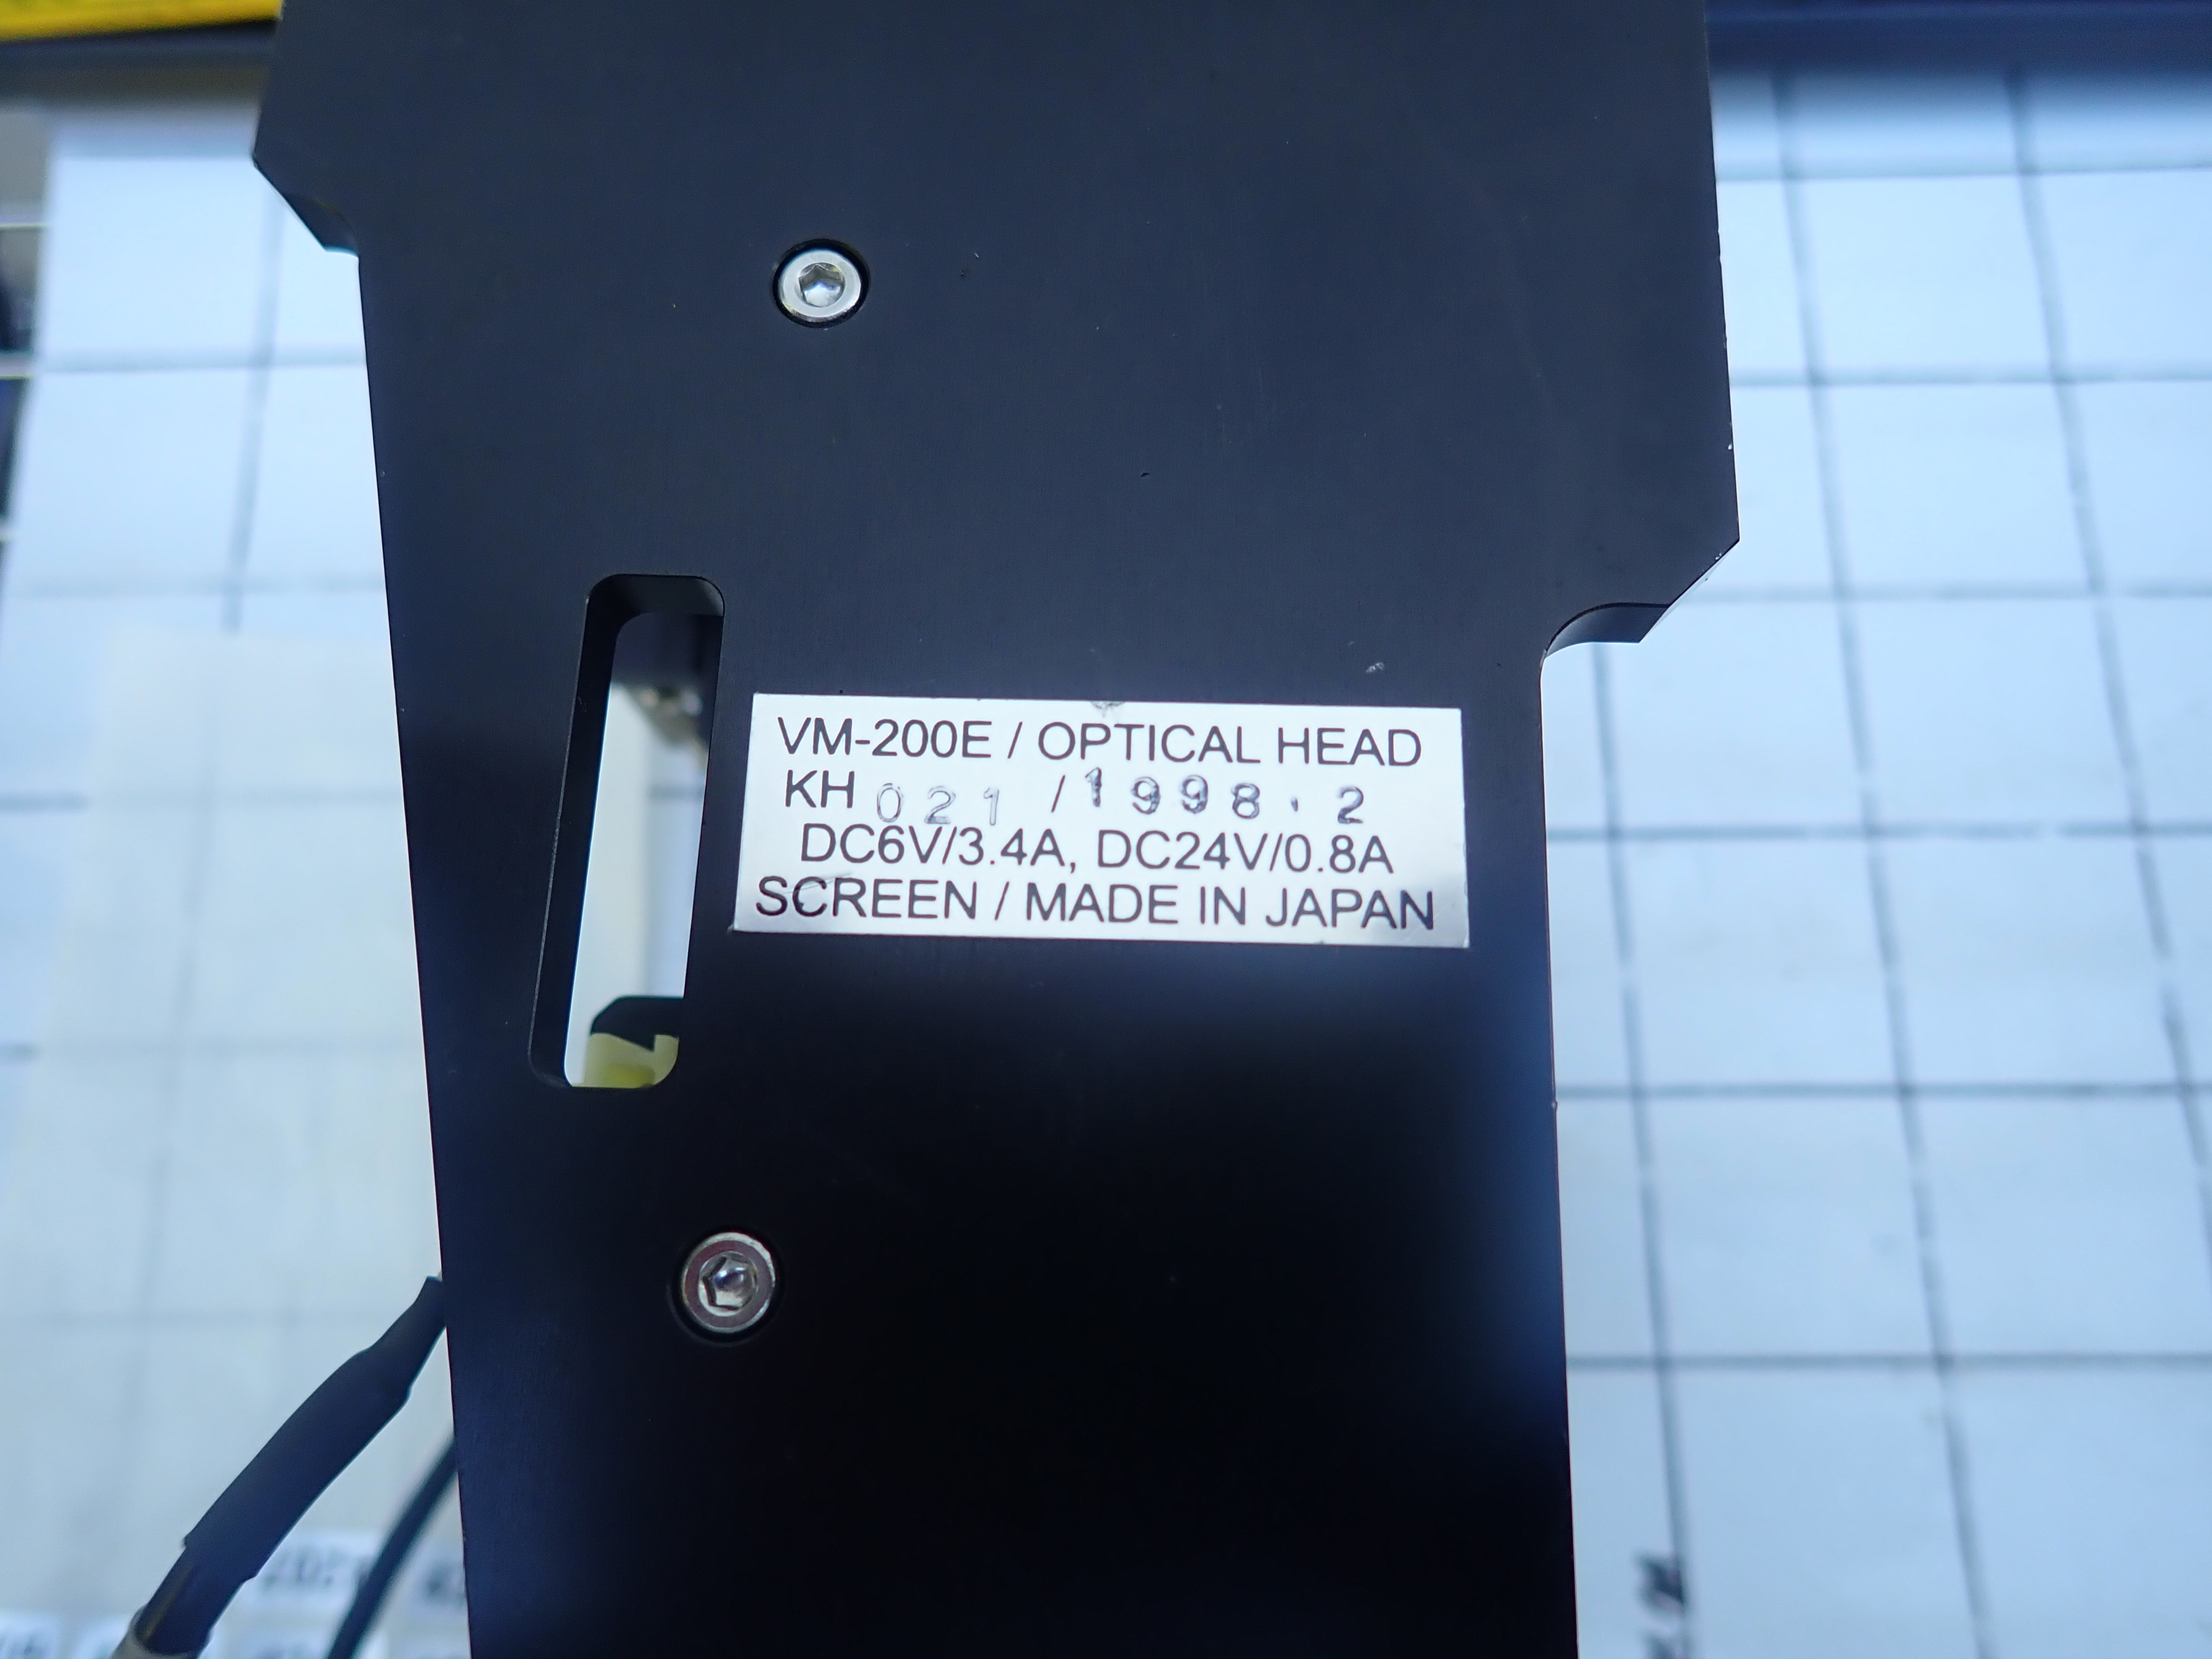 VM-200E / OPTICAL HEAD
KH 021 / 1998.2
DC6V/3.4A, DC24V/0.8A
SCREEN / MADE IN JAPAN